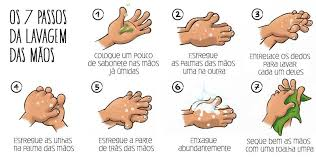 OS 7 PASSOS
DA LAVAGEM
DAS MÃOS
1
COLOQUE UM POUCO
DE SABONETE NAS MÃOS
JÁ ÚMIDAS
2
ESFREGUE
AS PALMAS DAS MÃOS
UMA NA OUTRA
3
ENTRELACE OS DEDOS
PARA LAVAR
CADA UM DELES
4
ESFREGUE AS UNHAS
NA PALMA DAS MÃOS
5
ESFREGUE A PARTE
DE TRÁS DAS MÃOS
6
ENXAGUE
ABUNDANTEMENTE
7
SEQUE BEM AS MÃOS
COM UMA TOALHA LIMPA